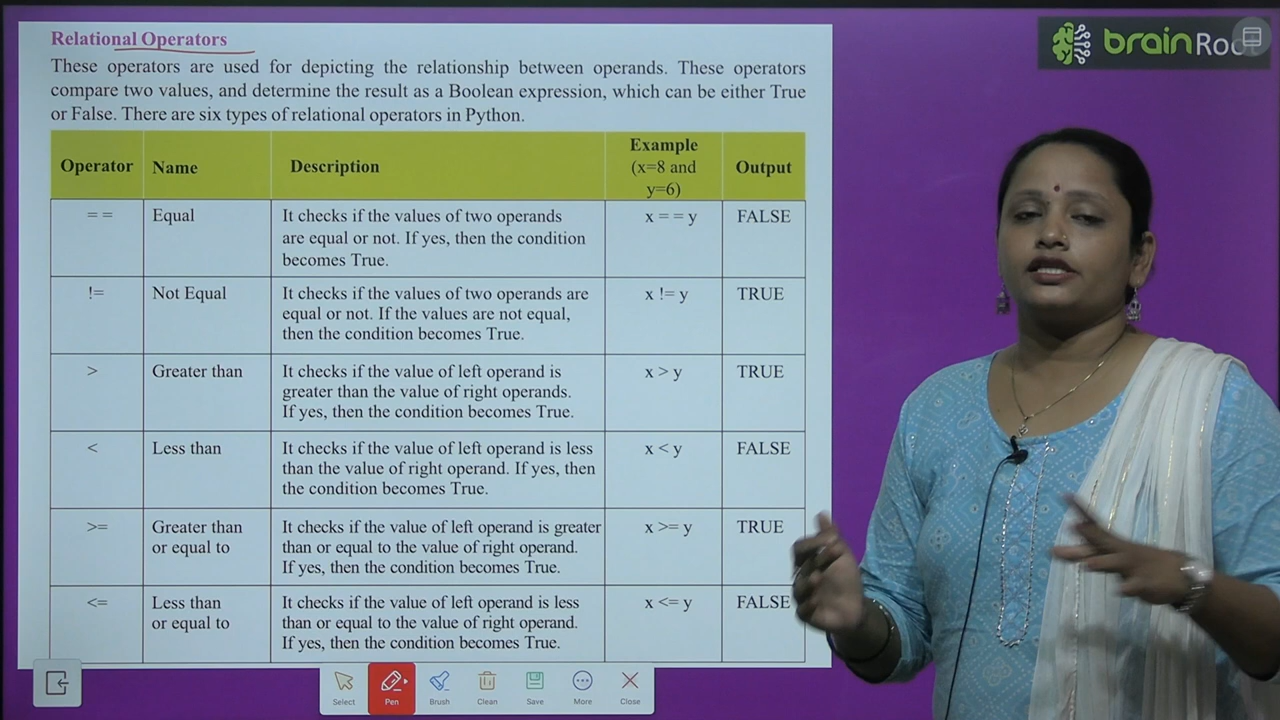 Relational Operators
These operators are used for depicting the relationship between operands. These operators
compare two values, and determine the result as a Boolean expression, which can be either True
or False. There are six types of relational operators in Python.
Operator Name Description Example (x=8 and y=6) Output
= = Equal It checks if the values of two operands are equal or not. If yes, then the condition becomes True. x = = y FALSE
!= Not Equal It checks if the values of two operands are equal or not. If the values are not equal, then the condition becomes True. x != y TRUE
> Greater than It checks if the value of left operand is greater than the value of right operands. If yes, then the condition becomes True. x > y TRUE
< Less than It checks if the value of left operand is less than the value of right operand. If yes, then the condition becomes True. x < y FALSE
>= Greater than or equal to It checks if the value of left operand is greater than or equal to the value of right operand. If yes, then the condition becomes True. x >= y TRUE
<= Less than or equal to It checks if the value of left operand is less than or equal to the value of right operand. If yes, then the condition becomes True. x <= y FALSE
brain
Select Pen Brush Clean Save More Close